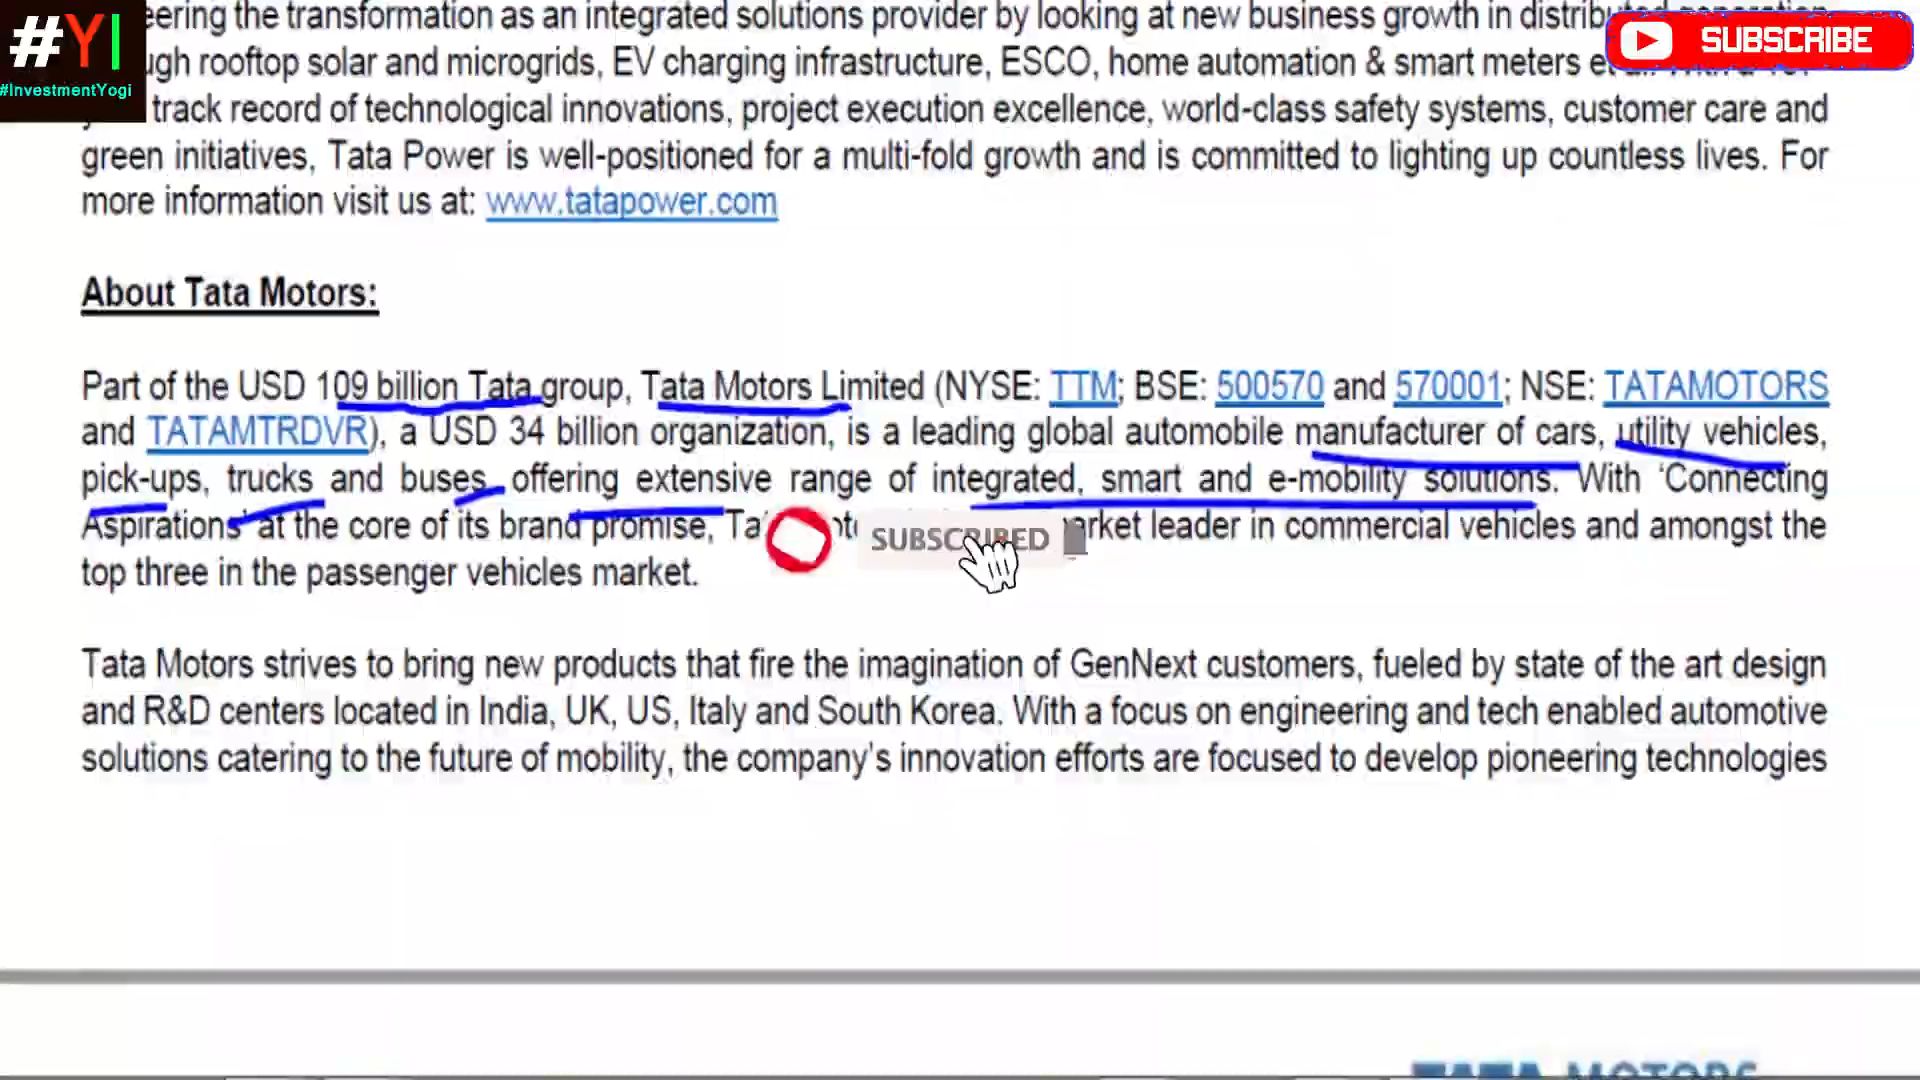 #YI
#InvestmentYogi
SUBSCRIBE
eering the transformation as an integrated solutions provider by looking at new business growth in distributed generation
ugh rooftop solar and microgrids, EV charging infrastructure, ESCO, home automation & smart meters et
track record of technological innovations, project execution excellence, world-class safety systems, customer care and
green initiatives, Tata Power is well-positioned for a multi-fold growth and is committed to lighting up countless lives. For
more information visit us at: www.tatapower.com
About Tata Motors:
Part of the USD 109 billion Tata group, Tata Motors Limited (NYSE: TTM; BSE: 500570 and 570001; NSE: TATAMOTORS
and TATAMTRDVR), a USD 34 billion organization, is a leading global automobile manufacturer of cars, utility vehicles,
pick-ups, trucks and buses, offering extensive range of integrated, smart and e-mobility solutions. With ‘Connecting
Aspirations’ at the core of its brand promise, Ta ot arket leader in commercial vehicles and amongst the
SUBSCRIBED
top three in the passenger vehicles market.
Tata Motors strives to bring new products that fire the imagination of GenNext customers, fueled by state of the art design
and R&D centers located in India, UK, US, Italy and South Korea. With a focus on engineering and tech enabled automotive
solutions catering to the future of mobility, the company’s innovation efforts are focused to develop pioneering technologies
TATA MOTORS